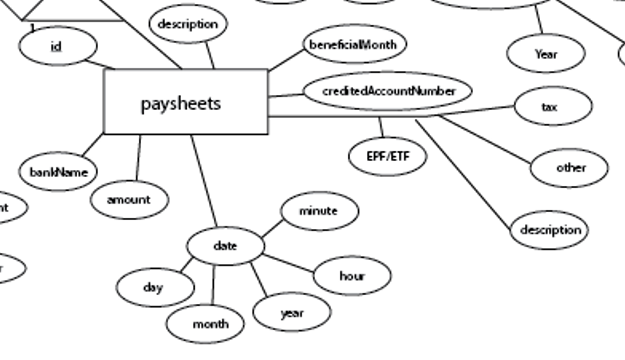 description
id
beneficialMonth
Year
creditedAccountNumber
paysheets
tax
EPF/ETF
other
bankName
amount
nt
minute
description
date
r
hour
day
year
month